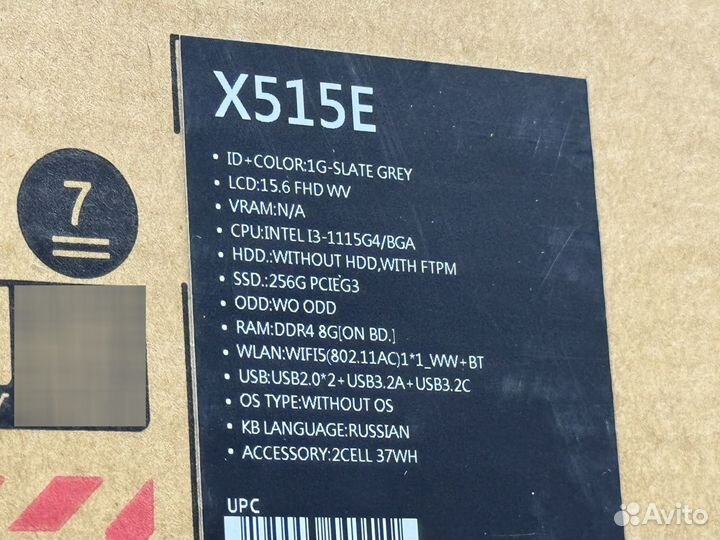 X515E
• ID+COLOR:1G-SLATE GREY
• LCD:15.6 FHD WV
• VRAM:N/A
• CPU:INTEL I3-1115G4/BGA
• HDD.:WITHOUT HDD,WITH FTPM
• SSD.:256G PCIEG3
• ODD:WO ODD
• RAM:DDR4 8G[ON BD.]
• WLAN:WIFI5(802.11AC)1*1_WW+BT
• USB:USB2.0*2+USB3.2A+USB3.2C
• OS TYPE:WITHOUT OS
• KB LANGUAGE:RUSSIAN
• ACCESSORY:2CELL 37WH
UPC
7
Avito